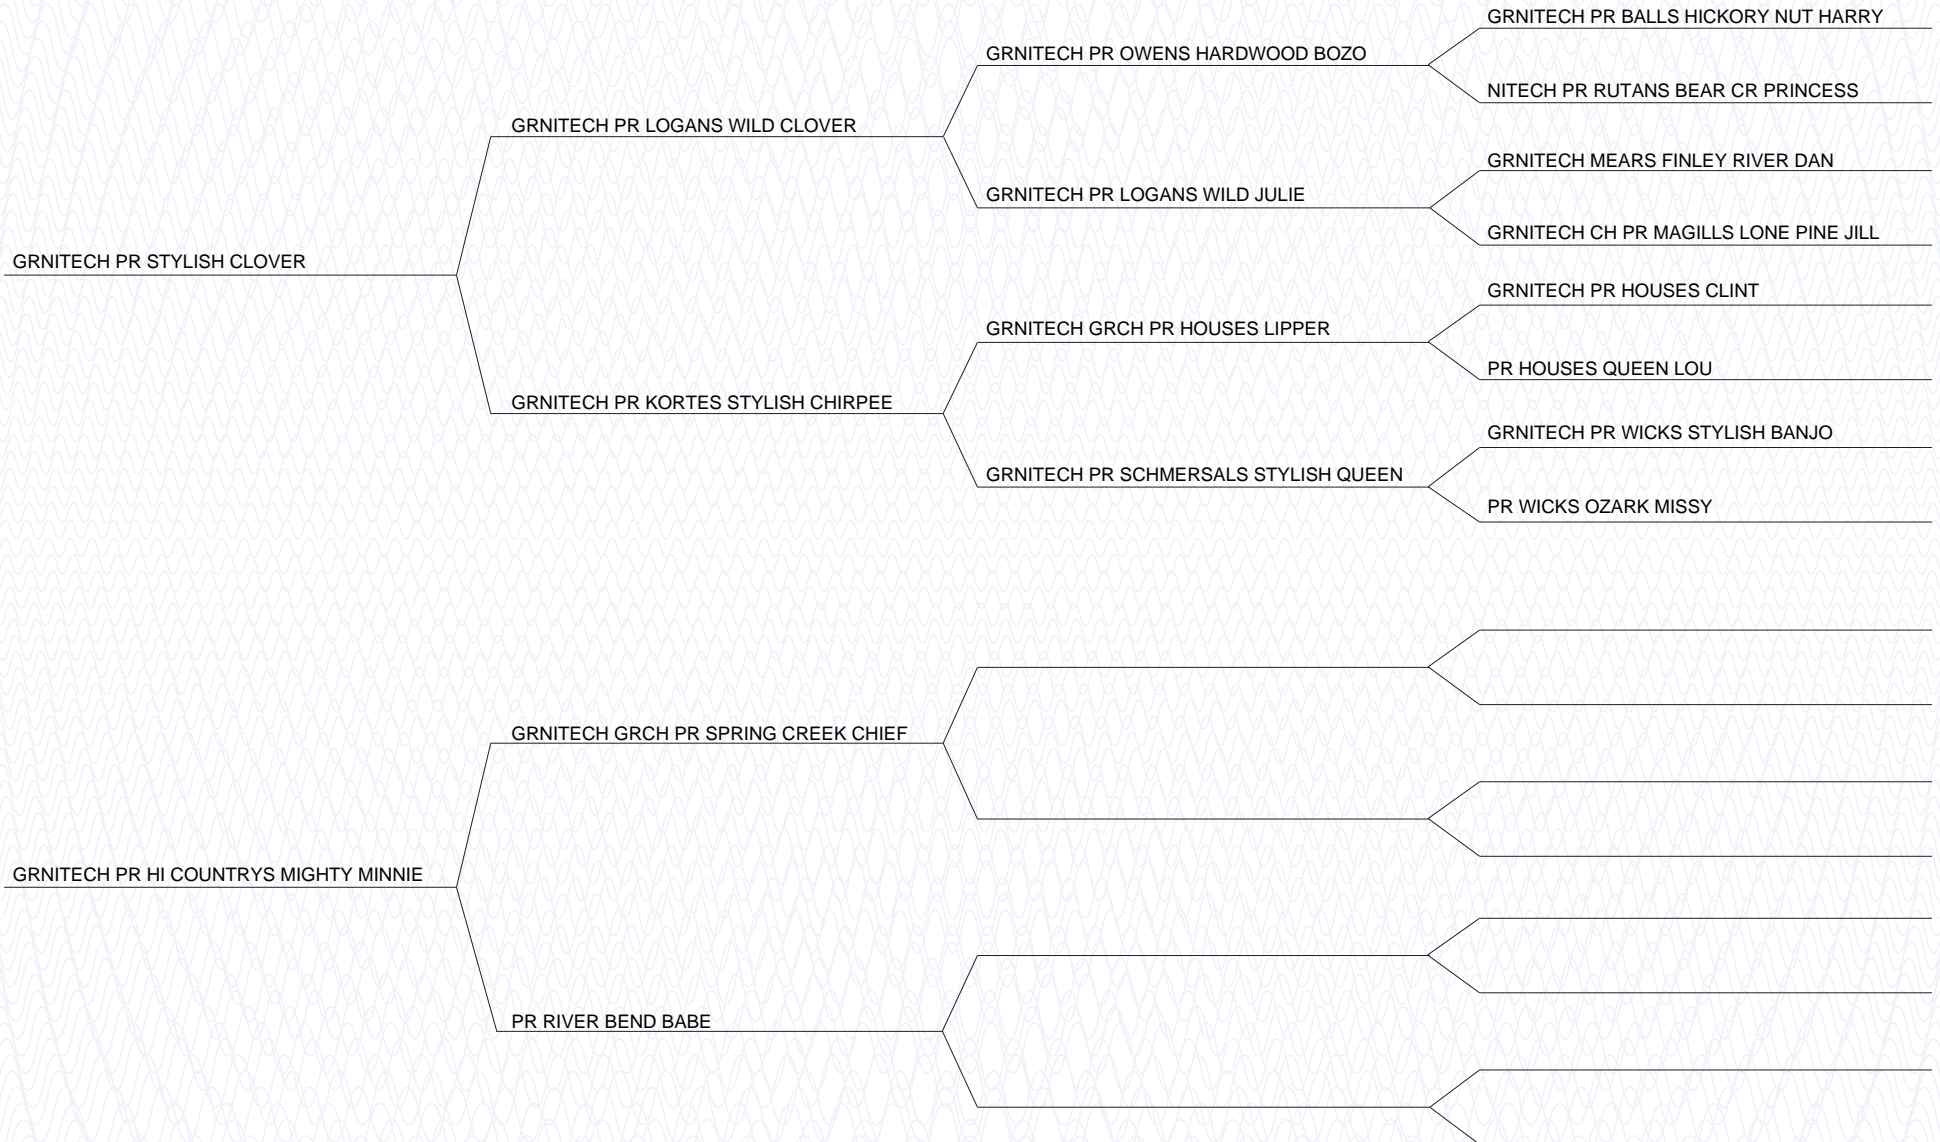 GRNITECH PR BALLS HICKORY NUT HARRY
GRNITECH PR OWENS HARDWOOD BOZO
NITECH PR RUTANS BEAR CR PRINCESS
GRNITECH PR LOGANS WILD CLOVER
GRNITECH MEARS FINLEY RIVER DAN
GRNITECH PR LOGANS WILD JULIE
GRNITECH CH PR MAGILLS LONE PINE JILL
GRNITECH PR STYLISH CLOVER
GRNITECH PR HOUSES CLINT
GRNITECH GRCH PR HOUSES LIPPER
PR HOUSES QUEEN LOU
GRNITECH PR KORTES STYLISH CHIRPEE
GRNITECH PR WICKS STYLISH BANJO
GRNITECH PR SCHMERSALS STYLISH QUEEN
PR WICKS OZARK MISSY
GRNITECH GRCH PR SPRING CREEK CHIEF
GRNITECH PR HI COUNTRYS MIGHTY MINNIE
PR RIVER BEND BABE